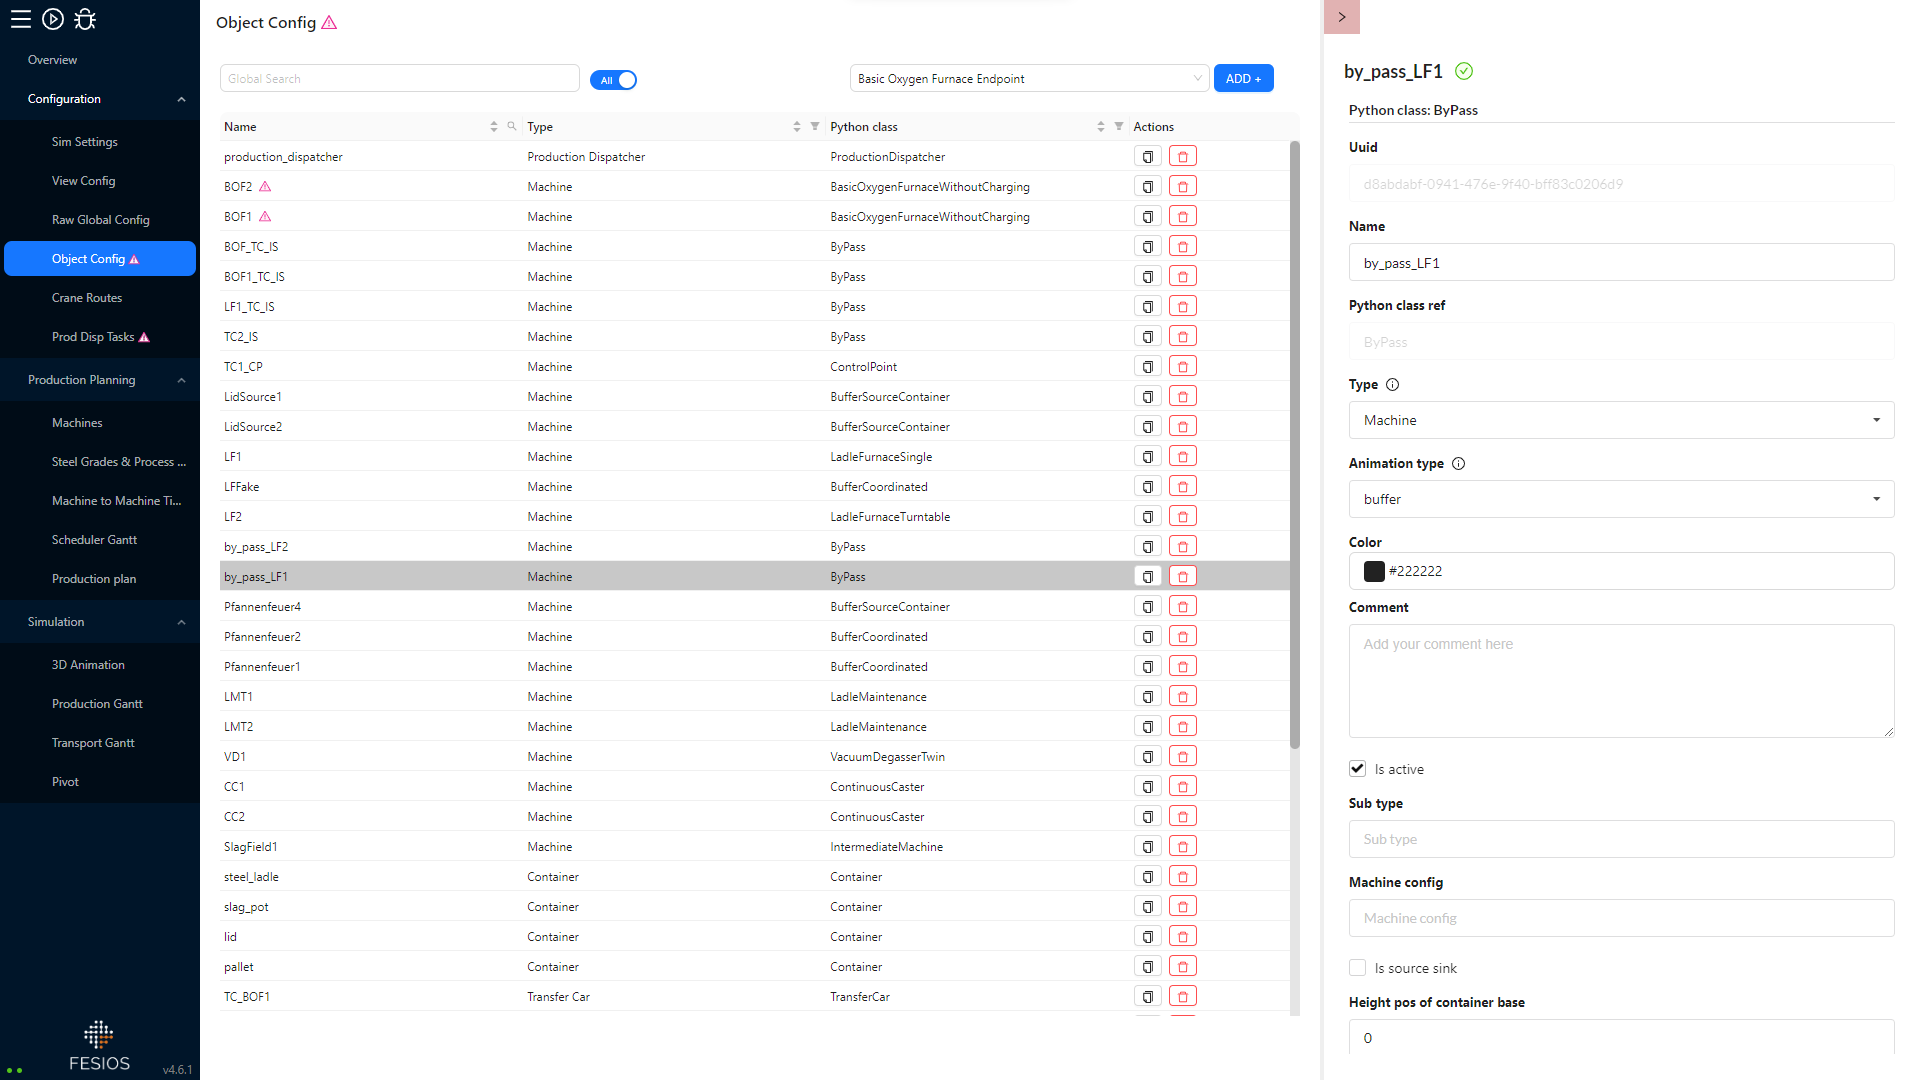 Overview
Configuration
Sim Settings
View Config
Raw Global Config
Object Config
Crane Routes
Prod Disp Tasks
Production Planning
Machines
Steel Grades & Process ...
Machine to Machine Ti...
Scheduler Gantt
Production plan
Simulation
3D Animation
Production Gantt
Transport Gantt
Pivot
FESIOS
v4.6.1
Object Config
Global Search
All
Basic Oxygen Furnace Endpoint
ADD +
Name Type Python class Actions
production_dispatcher Production Dispatcher ProductionDispatcher
BOF2 Machine BasicOxygenFurnaceWithoutCharging
BOF1 Machine BasicOxygenFurnaceWithoutCharging
BOF_TC_IS Machine ByPass
BOF1_TC_IS Machine ByPass
LF1_TC_IS Machine ByPass
TC2_IS Machine ByPass
TC1_CP Machine ControlPoint
LidSource1 Machine BufferSourceContainer
LidSource2 Machine BufferSourceContainer
LF1 Machine LadleFurnaceSingle
LFFake Machine BufferCoordinated
LF2 Machine LadleFurnaceTurntable
by_pass_LF2 Machine ByPass
by_pass_LF1 Machine ByPass
Pfannenfeuer4 Machine BufferSourceContainer
Pfannenfeuer2 Machine BufferCoordinated
Pfannenfeuer1 Machine BufferCoordinated
LMT1 Machine LadleMaintenance
LMT2 Machine LadleMaintenance
VD1 Machine VacuumDegasserTwin
CC1 Machine ContinuousCaster
CC2 Machine ContinuousCaster
SlagField1 Machine IntermediateMachine
steel_ladle Container Container
slag_pot Container Container
lid Container Container
pallet Container Container
TC_BOF1 Transfer Car TransferCar
by_pass_LF1
Python class: ByPass
Uuid
d8abdabf-0941-476e-9f40-bff83c0206d9
Name
by_pass_LF1
Python class ref
ByPass
Type
Machine
Animation type
buffer
Color
#222222
Comment
Add your comment here
Is active
Sub type
Sub type
Machine config
Machine config
Is source sink
Height pos of container base
0